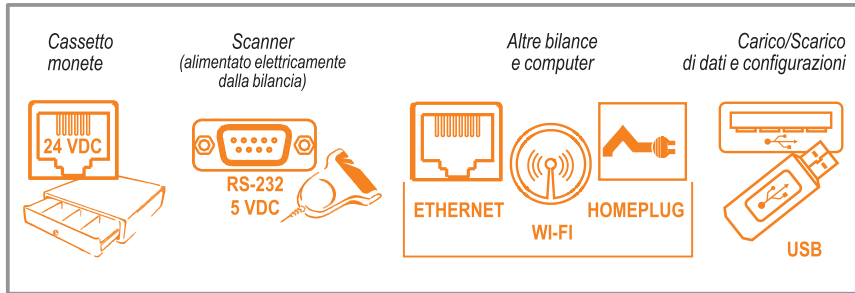 Cassetto
monete
24 VDC
Scanner
(alimentato elettricamente
dalla bilancia)
RS-232
5 VDC
Altre bilance
e computer
ETHERNET
WI-FI
HOMEPLUG
Carico/Scarico
di dati e configurazioni
USB